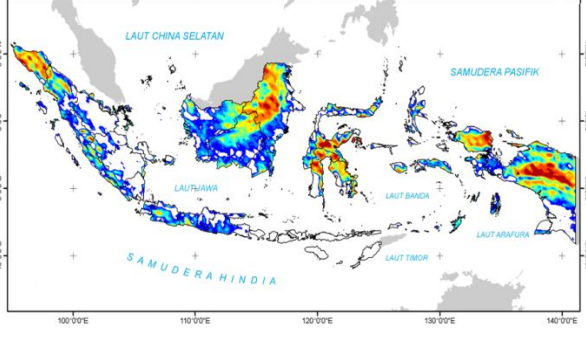 LAUT CHINA SELATAN
SAMUDERA PASIFIK
LAUT JAWA
LAUT BANDA
LAUT ARAFURA
LAUT TIMOR
SAMUDERA HINDIA
100°0'0"E 110°0'0"E 120°0'0"E 130°0'0"E 140°0'0"E